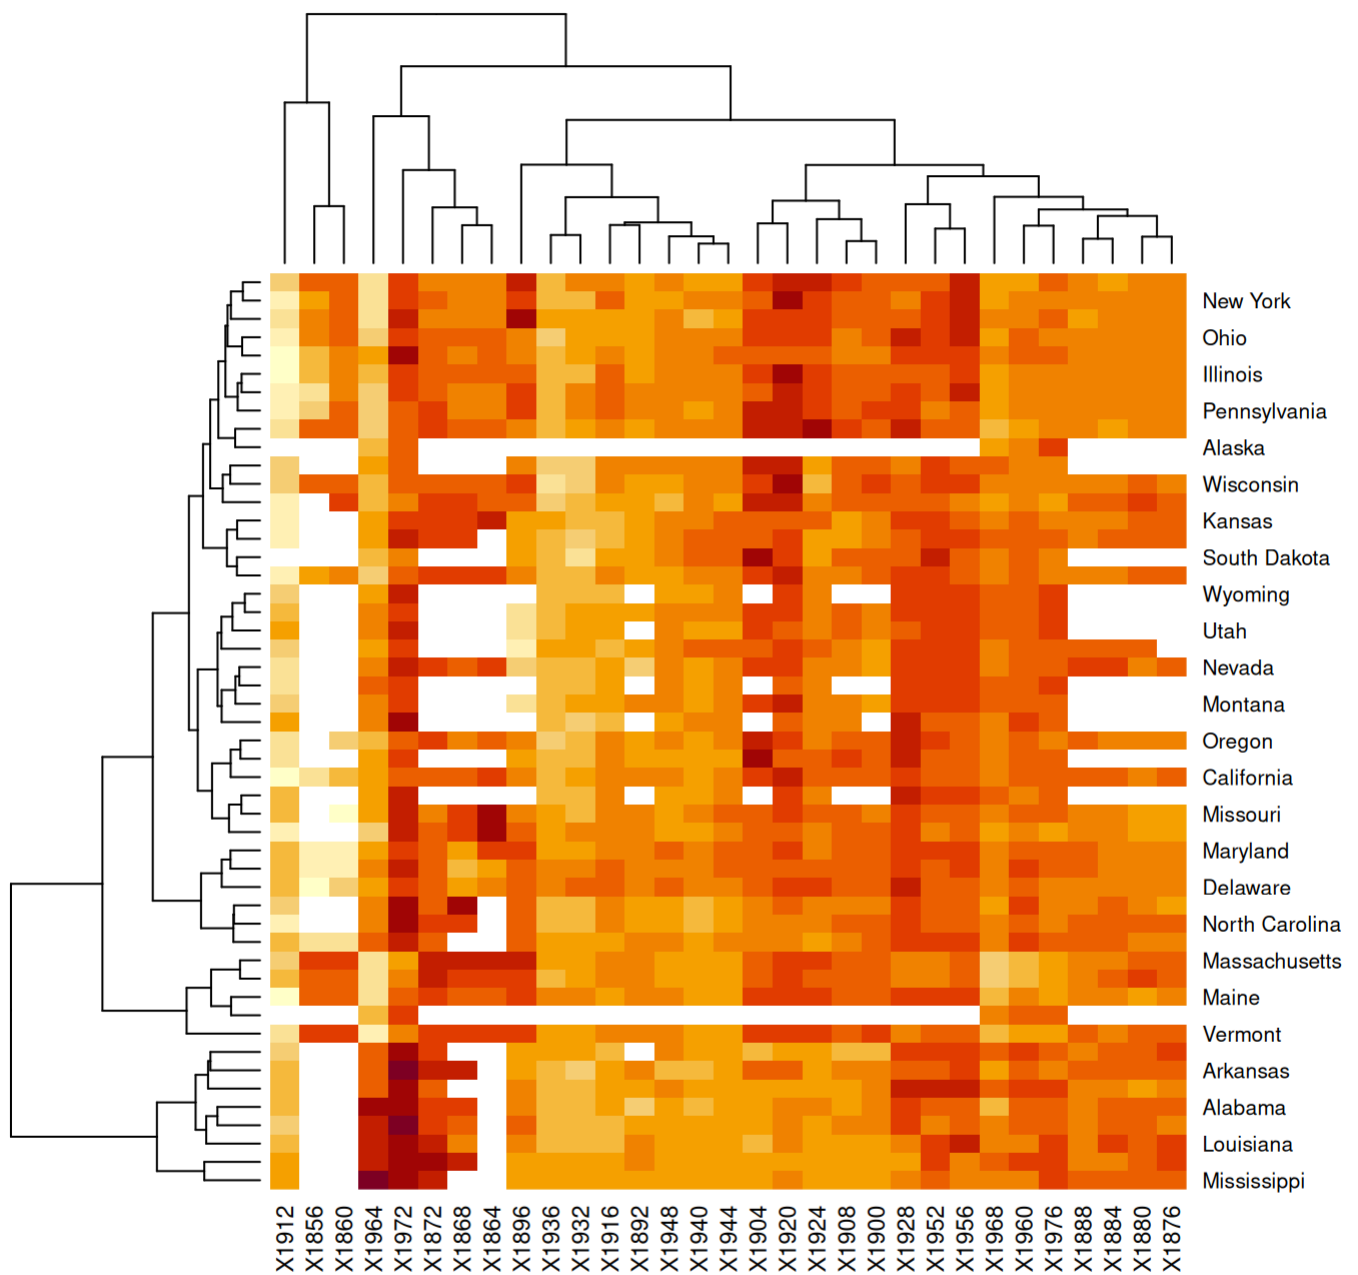 New York
Ohio
Illinois
Pennsylvania
Alaska
Wisconsin
Kansas
South Dakota
Wyoming
Utah
Nevada
Montana
Oregon
California
Missouri
Maryland
Delaware
North Carolina
Massachusetts
Maine
Vermont
Arkansas
Alabama
Louisiana
Mississippi
X1912
X1856
X1860
X1964
X1972
X1872
X1868
X1864
X1896
X1936
X1932
X1916
X1892
X1948
X1940
X1944
X1904
X1920
X1924
X1908
X1900
X1928
X1952
X1956
X1968
X1960
X1976
X1888
X1884
X1880
X1876